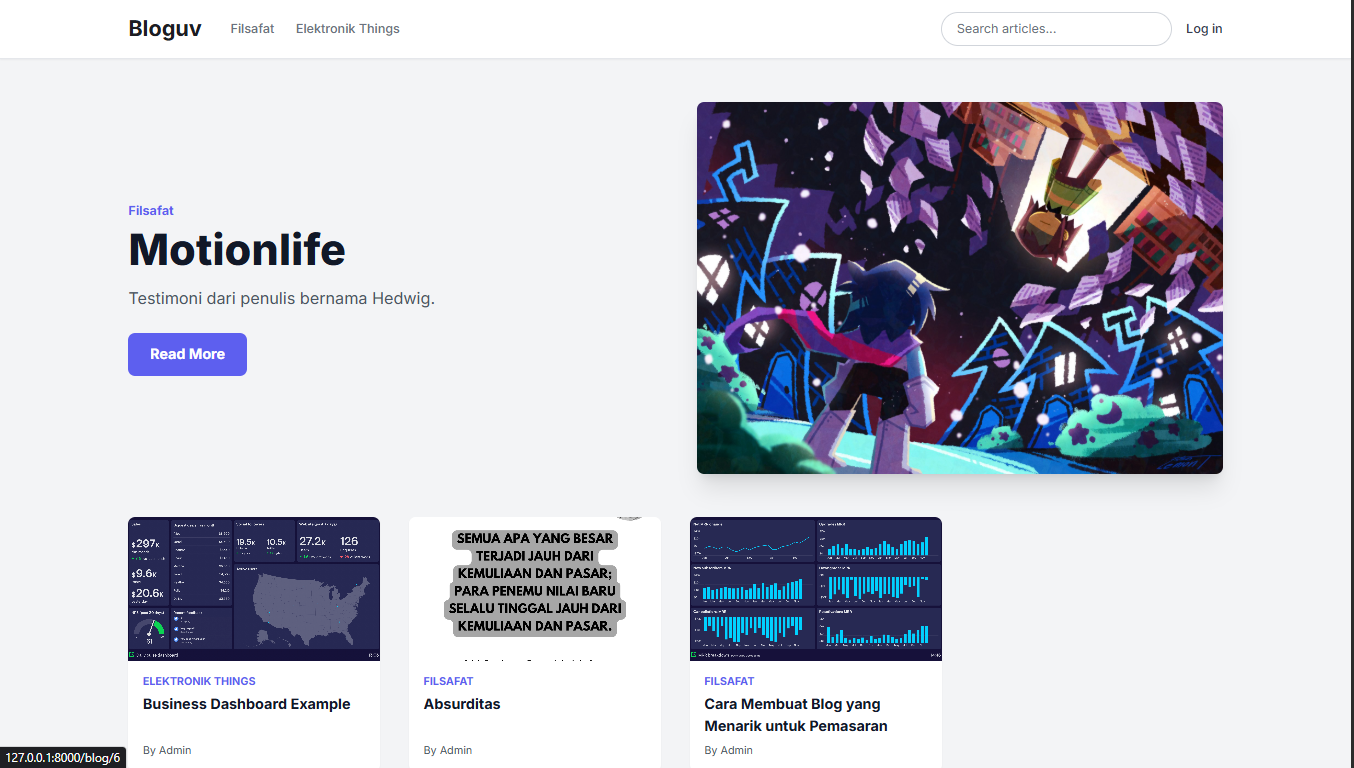 Bloguv
Filsafat
Elektronik Things
Search articles...
Log in
Filsafat
Motionlife
Testimoni dari penulis bernama Hedwig.
Read More
$297K
$9.6K
$20.6K
19.5K
10.5K
27.2K
126
SEMUA APA YANG BESAR
TERJADI JAUH DARI
KEMULIAAN DAN PASAR;
PARA PENEMU NILAI BARU
SELALU TINGGAL JAUH DARI
KEMULIAAN DAN PASAR.
ELEKTRONIK THINGS
Business Dashboard Example
By Admin
FILSAFAT
Absurditas
By Admin
FILSAFAT
Cara Membuat Blog yang
Menarik untuk Pemasaran
By Admin
127.0.0.1:8000/blog/6